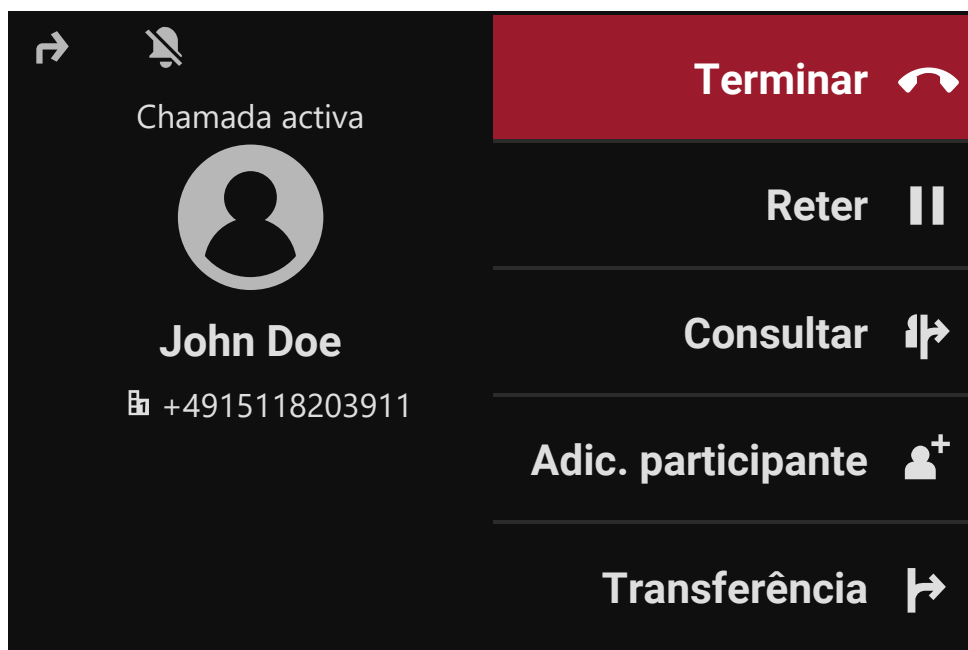 Chamada activa
John Doe
+4915118203911
Terminar
Reter
Consultar
Adic. participante
Transferência